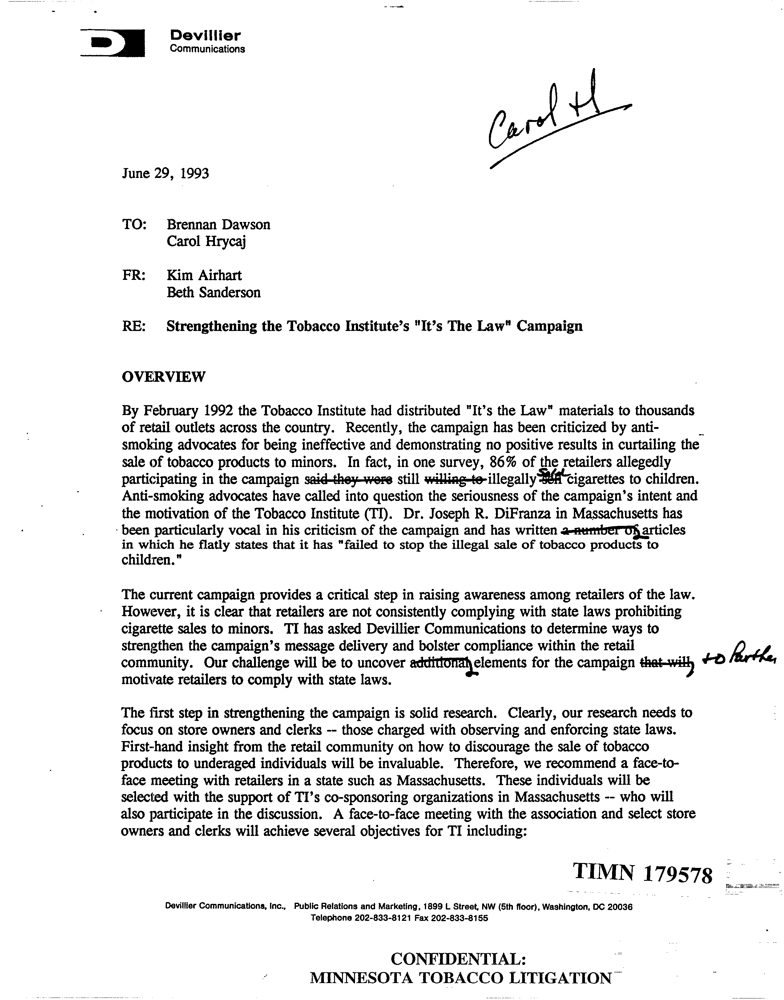 Devillier
Communications
Carol H
June 29, 1993
TO: Brennan Dawson
Carol Hrycaj
FR: Kim Airhart
Beth Sanderson
RE: Strengthening the Tobacco Institute's "It's The Law" Campaign
OVERVIEW
By February 1992 the Tobacco Institute had distributed "It's the Law" materials to thousands
of retail outlets across the country. Recently, the campaign has been criticized by anti-
smoking advocates for being ineffective and demonstrating no positive results in curtailing the
sale of tobacco products to minors. In fact, in one survey, 86% of the retailers allegedly
participating in the campaign said they were still willing to illegally sold cigarettes to children.
Anti-smoking advocates have called into question the seriousness of the campaign's intent and
the motivation of the Tobacco Institute (TI). Dr. Joseph R. DiFranza in Massachusetts has
been particularly vocal in his criticism of the campaign and has written a number of articles
in which he flatly states that it has "failed to stop the illegal sale of tobacco products to
children."
The current campaign provides a critical step in raising awareness among retailers of the law.
However, it is clear that retailers are not consistently complying with state laws prohibiting
cigarette sales to minors. TI has asked Devillier Communications to determine ways to
strengthen the campaign's message delivery and bolster compliance within the retail
community. Our challenge will be to uncover additional elements for the campaign that will to further
motivate retailers to comply with state laws.
The first step in strengthening the campaign is solid research. Clearly, our research needs to
focus on store owners and clerks -- those charged with observing and enforcing state laws.
First-hand insight from the retail community on how to discourage the sale of tobacco
products to underaged individuals will be invaluable. Therefore, we recommend a face-to-
face meeting with retailers in a state such as Massachusetts. These individuals will be
selected with the support of TI's co-sponsoring organizations in Massachusetts -- who will
also participate in the discussion. A face-to-face meeting with the association and select store
owners and clerks will achieve several objectives for TI including:
TIMN 179578
Devillier Communications, Inc., Public Relations and Marketing, 1899 L Street, NW (5th floor), Washington, DC 20036
Telephone 202-833-8121 Fax 202-833-8155
CONFIDENTIAL:
MINNESOTA TOBACCO LITIGATION